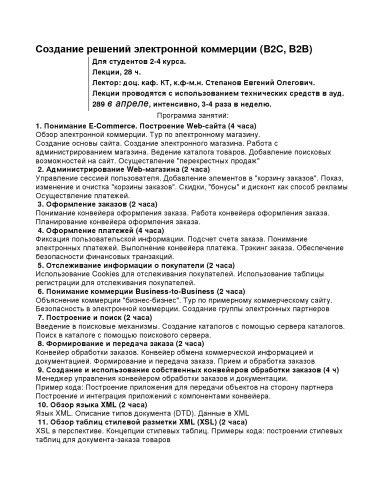 Создание решений электронной коммерции (B2C, B2B)
Для студентов 2-4 курса.
Лекции, 28 ч.
Лектор: доц. каф. КТ, к.ф-м.н. Степанов Евгений Олегович.
Лекции проводятся с использованием технических средств в ауд.
289 в апреле, интенсивно, 3-4 раза в неделю.
Программа занятий:
1. Понимание E-Commerce. Построение Web-сайта (4 часа)
Обзор электронной коммерции. Тур по электронному магазину.
Создание основы сайта. Создание электронного магазина. Работа с
администрированием магазина. Ведение каталога товаров. Добавление поисковых
возможностей на сайт. Осуществление "перекрестных продаж"
2. Администрирование Web-магазина (2 часа)
Управление сессией пользователя. Добавление элементов в "корзину заказов". Показ,
изменение и очистка "корзины заказов". Скидки, "бонусы" и дисконт как способ рекламы
Осуществление платежей.
3. Оформление заказов (2 часа)
Понимание конвейера оформления заказа. Работа конвейера оформления заказа.
Планирование конвейера оформления заказа.
4. Оформление платежей (4 часа)
Фиксация пользовательской информации. Подсчет счета заказа. Понимание
электронных платежей. Выполнение конвейера платежа. Трэкинг заказа. Обеспечение
безопасности финансовых транзакций.
5. Отслеживание информации о покупателе (2 часа)
Использование Cookies для отслеживания покупателей. Использование таблицы
регистрации для отслеживания покупателей.
6. Понимание коммерции Business-to-Business (2 часа)
Объяснение коммерции "бизнес-бизнес". Тур по примерному коммерческому сайту.
Безопасность в электронной коммерции. Создание группы электронных партнеров
7. Построение и поиск (2 часа)
Введение в поисковые механизмы. Создание каталогов с помощью сервера каталогов.
Поиск в каталоге с помощью поискового сервера.
8. Формирование и передача заказа (2 часа)
Конвейер обработки заказов. Конвейер обмена коммерческой информацией и
документацией. Формирование и передача заказа. Прием и обработка заказов
9. Создание и использование собственных конвейеров обработки заказов (4 ч)
Менеджер управления конвейером обработки заказов и документации.
Пример кода: Построение приложения для передачи объектов на сторону партнера
Построение и интеграция приложений с компонентами конвейера.
10. Обзор языка XML (2 часа)
Язык XML. Описание типов документа (DTD). Данные в XML
11. Обзор таблиц стилевой разметки XML (XSL) (2 часа)
XSL в перспективе. Концепции стилевых таблиц. Примеры кода: построении стилевых
таблиц для документа-заказа товаров